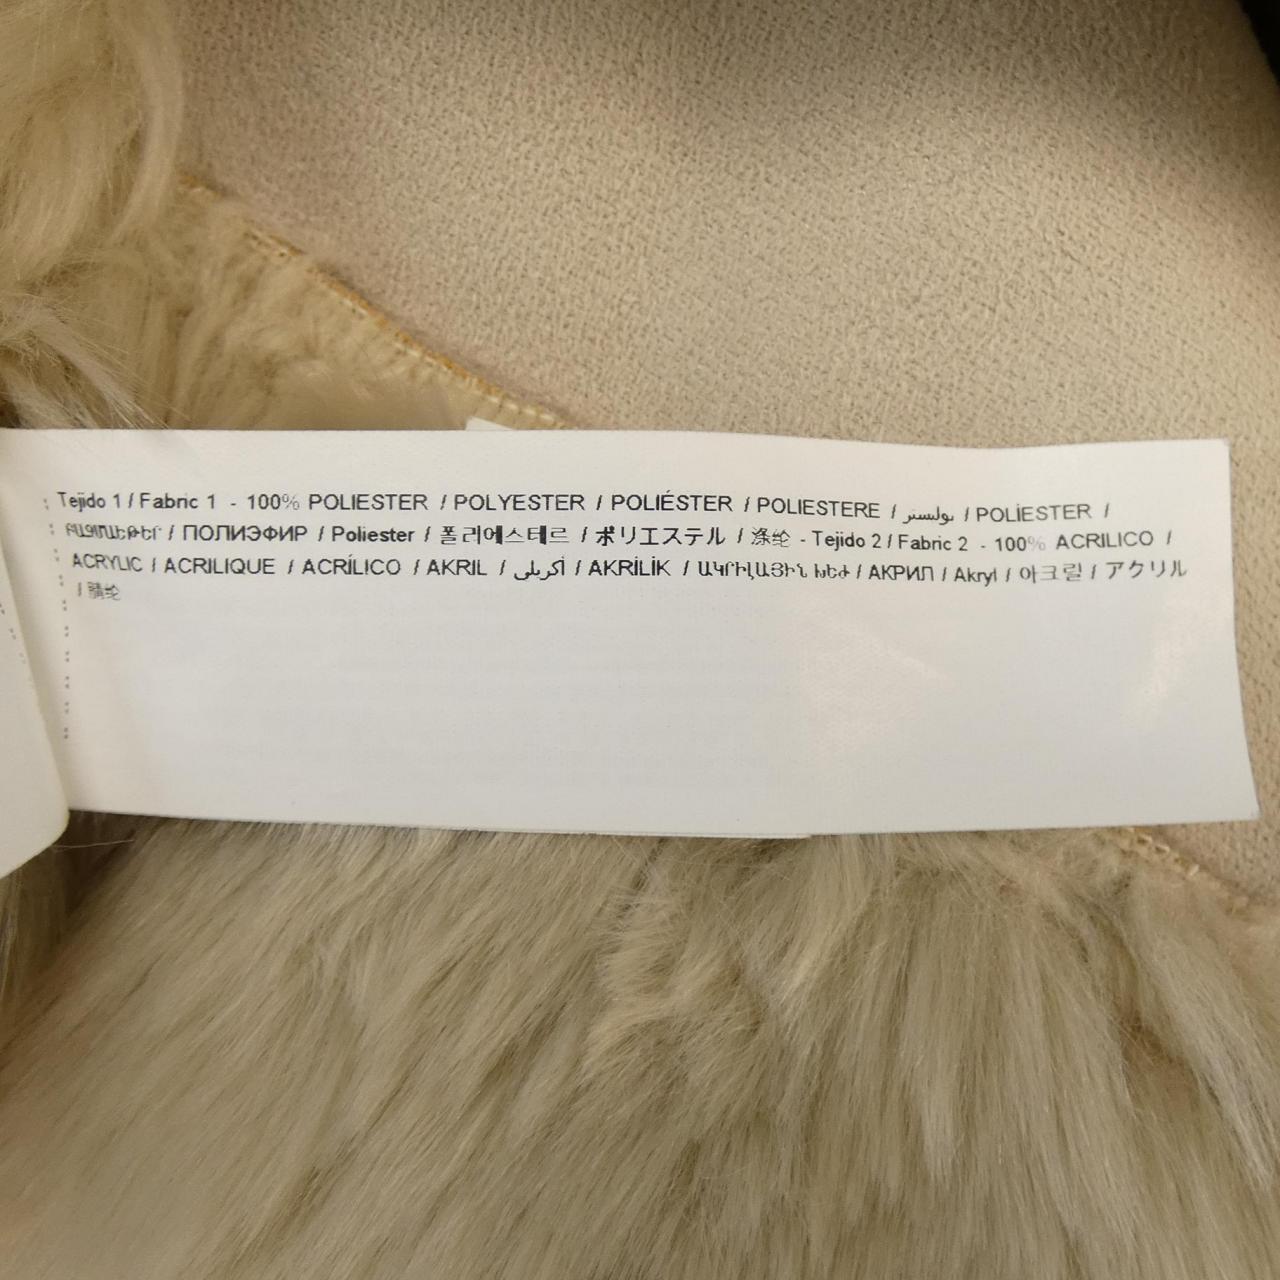 Tejido 1 / Fabric 1 - 100% POLIESTER / POLYESTER / POLIÉSTER / POLIESTERE / بوليستر / POLİESTER /
/ ПОЛИЭФИР / Poliester / 폴리에스테르 / ポリエステル / 涤纶 - Tejido 2 / Fabric 2 - 100% ACRILICO /
ACRYLIC / ACRILIQUE / ACRÍLICO / AKRIL / أكريلي / AKRİLİK / ԱԿՐԻԼԱՅԻՆ ԽԵԺ / АКРИЛ / Akryl / 아크릴 / アクリル
/ 腈纶